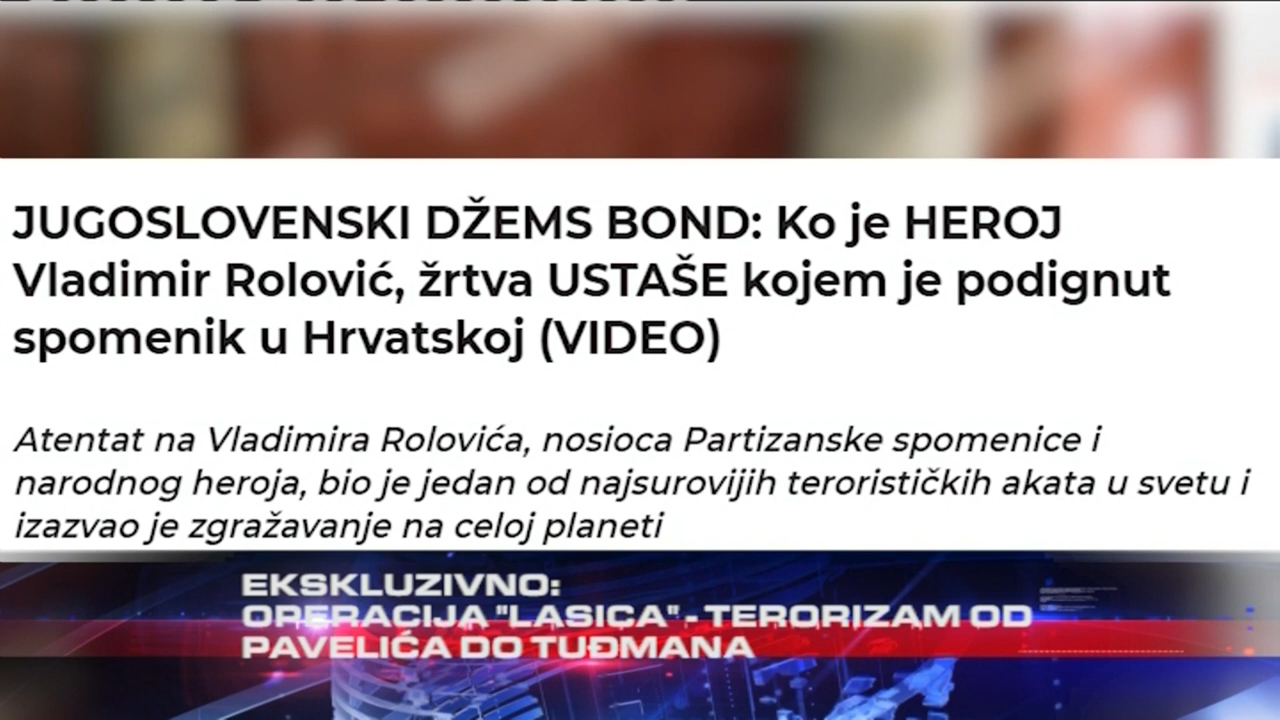 JUGOSLOVENSKI DŽEMS BOND: Ko je HEROJ
Vladimir Rolović, žrtva USTAŠE kojem je podignut
spomenik u Hrvatskoj (VIDEO)
Atentat na Vladimira Rolovića, nosioca Partizanske spomenice i
narodnog heroja, bio je jedan od najsurovijih terorističkih akata u svetu i
izazvao je zgražavanje na celoj planeti
EKSKLUZIVNO:
OPERACIJA "LASICA" - TERORIZAM OD
PAVELIĆA DO TUĐMANA